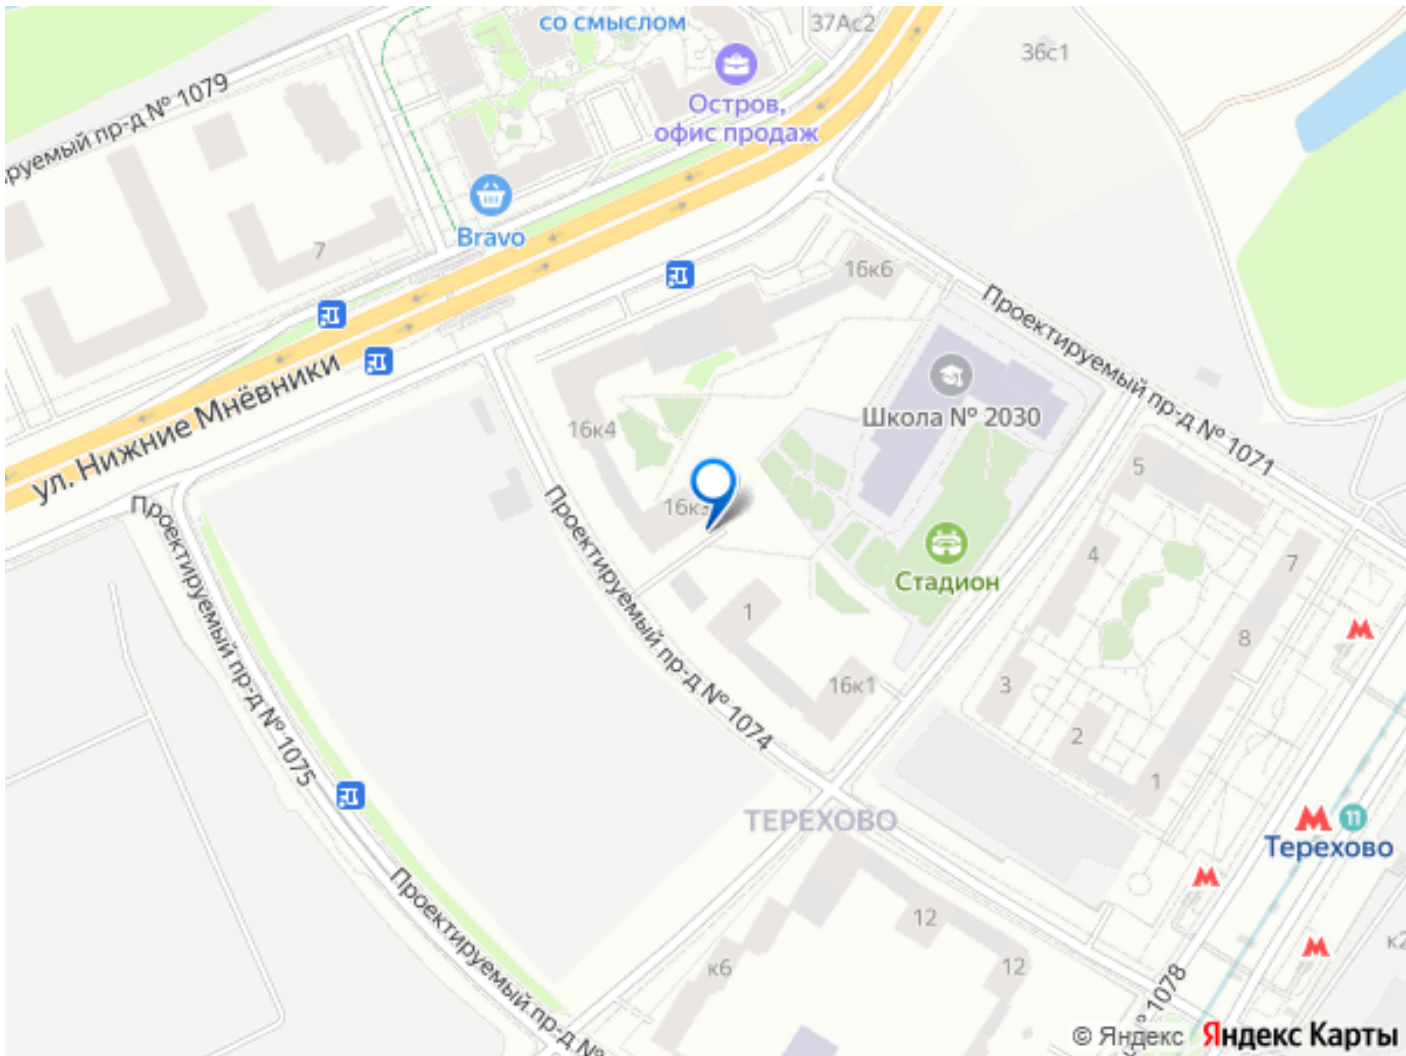 со смыслом
37Ас2
36с1
Остров,
офис продаж
Проектируемый пр-д № 1071
руемый пр-д № 1079
Bravo
7
16к6
ул. Нижние Мнёвники
Школа № 2030
16к4
5
Проектируемый пр-д № 1075
Проектируемый пр-д № 1074
Стадион
4
7
1
8
16к1
3
2
1
ТЕРЕХОВО
11
Терехово
Проектируемый пр-д №
12
12
к6
№ 1078
© Яндекс Яндекс Карты